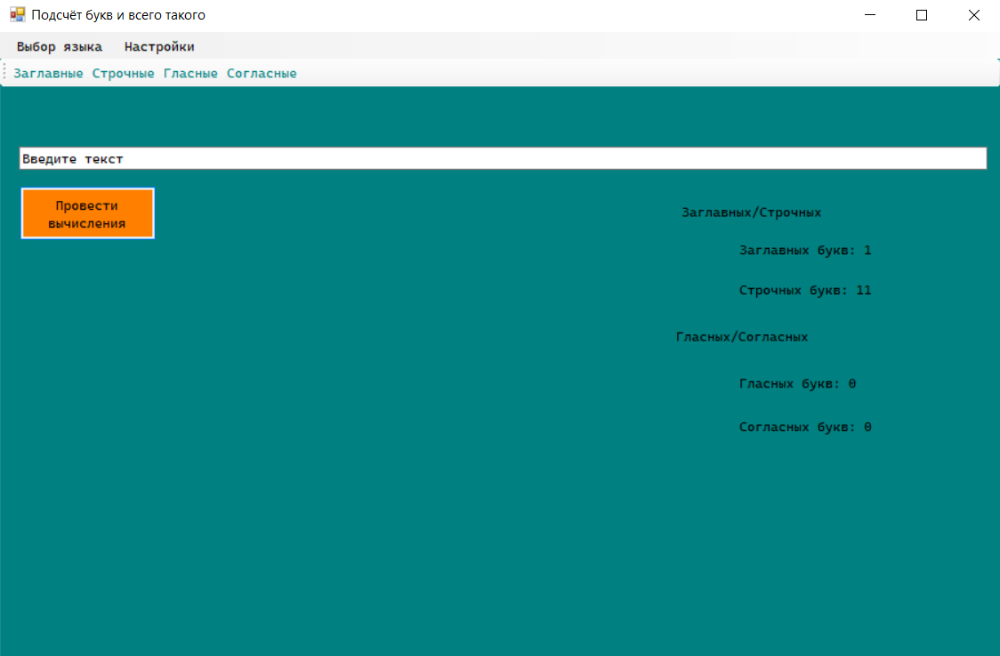 Подсчёт букв и всего такого
Выбор языка Настройки
Заглавные Строчные Гласные Согласные
Введите текст
Провести
вычисления
Заглавных/Строчных
Заглавных букв: 1
Строчных букв: 11
Гласных/Согласных
Гласных букв: 0
Согласных букв: 0